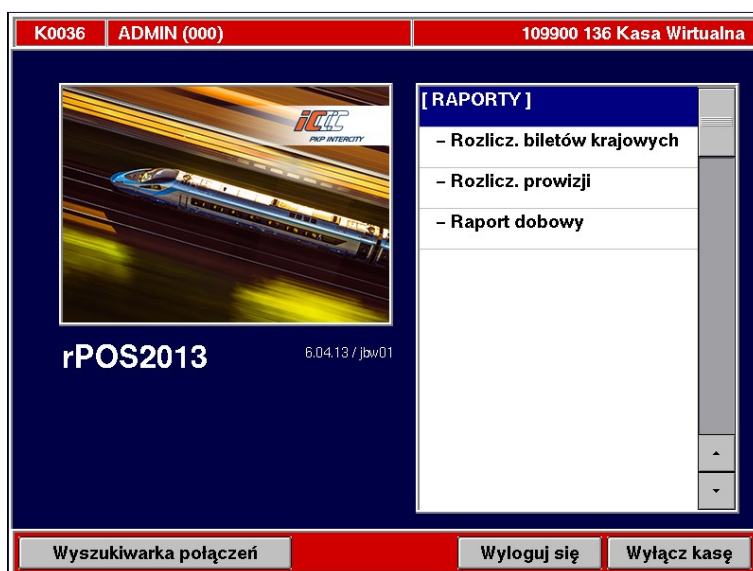 K0036 ADMIN (000) 109900 136 Kasa Wirtualna
PKP INTERCITY
[ RAPORTY ]
– Rozlicz. biletów krajowych
– Rozlicz. prowizji
– Raport dobowy
rPOS2013 6.04.13 / jbw01
Wyszukiwarka połączeń Wyloguj się Wyłącz kasę